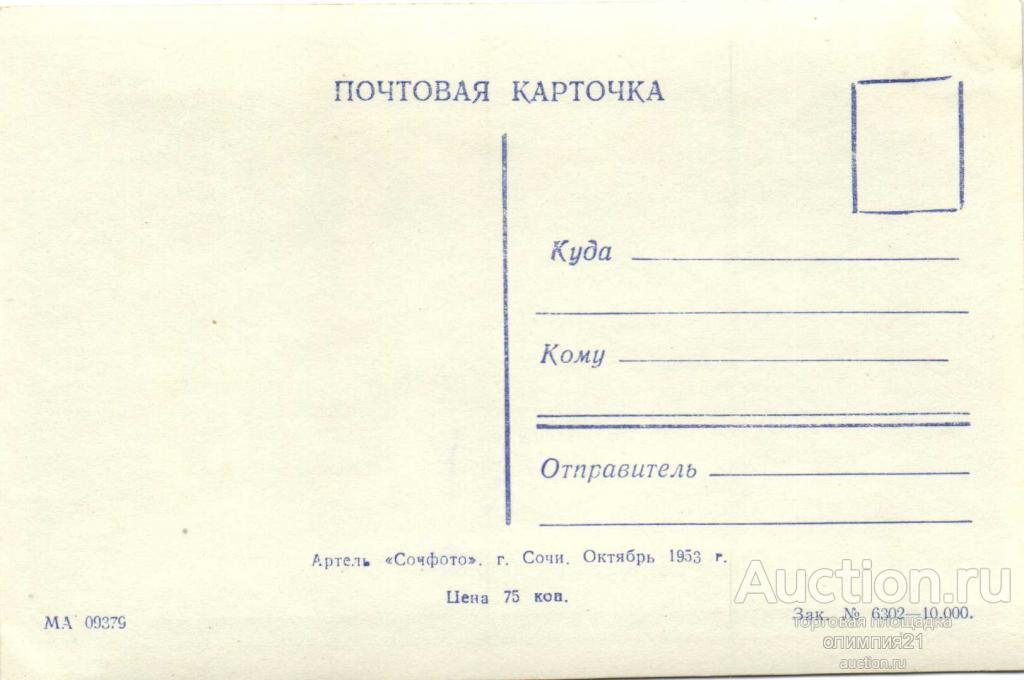 ПОЧТОВАЯ КАРТОЧКА
Куда
Кому
Отправитель
Артель «Сочфото». г. Сочи. Октябрь 1953 г.
Цена 75 коп.
МА 09379
Зак. № 6302—10.000.
Auction.ru
торговая площадка
олимпия21
auction.ru